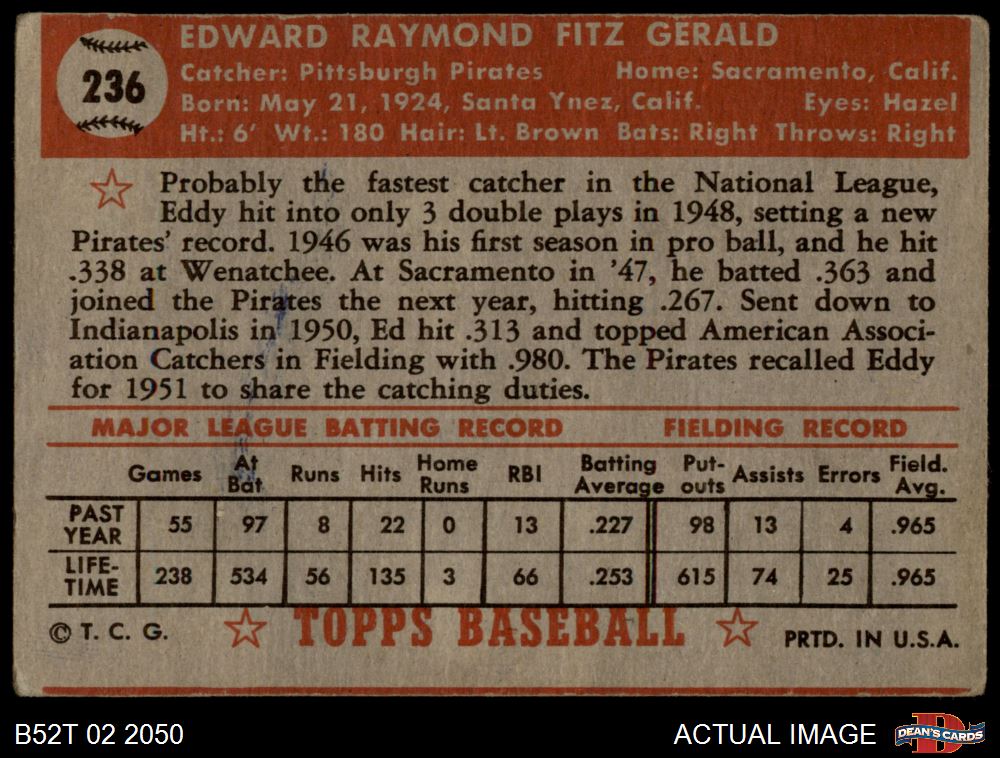 EDWARD RAYMOND FITZ GERALD
236
Catcher: Pittsburgh Pirates Home: Sacramento, Calif.
Born: May 21, 1924, Santa Ynez, Calif. Eyes: Hazel
Ht.: 6' Wt.: 180 Hair: Lt. Brown Bats: Right Throws: Right
Probably the fastest catcher in the National League,
Eddy hit into only 3 double plays in 1948, setting a new
Pirates' record. 1946 was his first season in pro ball, and he hit
.338 at Wenatchee. At Sacramento in '47, he batted .363 and
joined the Pirates the next year, hitting .267. Sent down to
Indianapolis in 1950, Ed hit .313 and topped American Associ-
ation Catchers in Fielding with .980. The Pirates recalled Eddy
for 1951 to share the catching duties.
MAJOR LEAGUE BATTING RECORD FIELDING RECORD
Games At Bat Runs Hits Home Runs RBI Batting Average Put-outs Assists Errors Field. Avg.
PAST YEAR 55 97 8 22 0 13 .227 98 13 4 .965
LIFE-TIME 238 534 56 135 3 66 .253 615 74 25 .965
© T. C. G. TOPPS BASEBALL PRTD. IN U.S.A.
B52T 02 2050 ACTUAL IMAGE DEAN'S CARDS